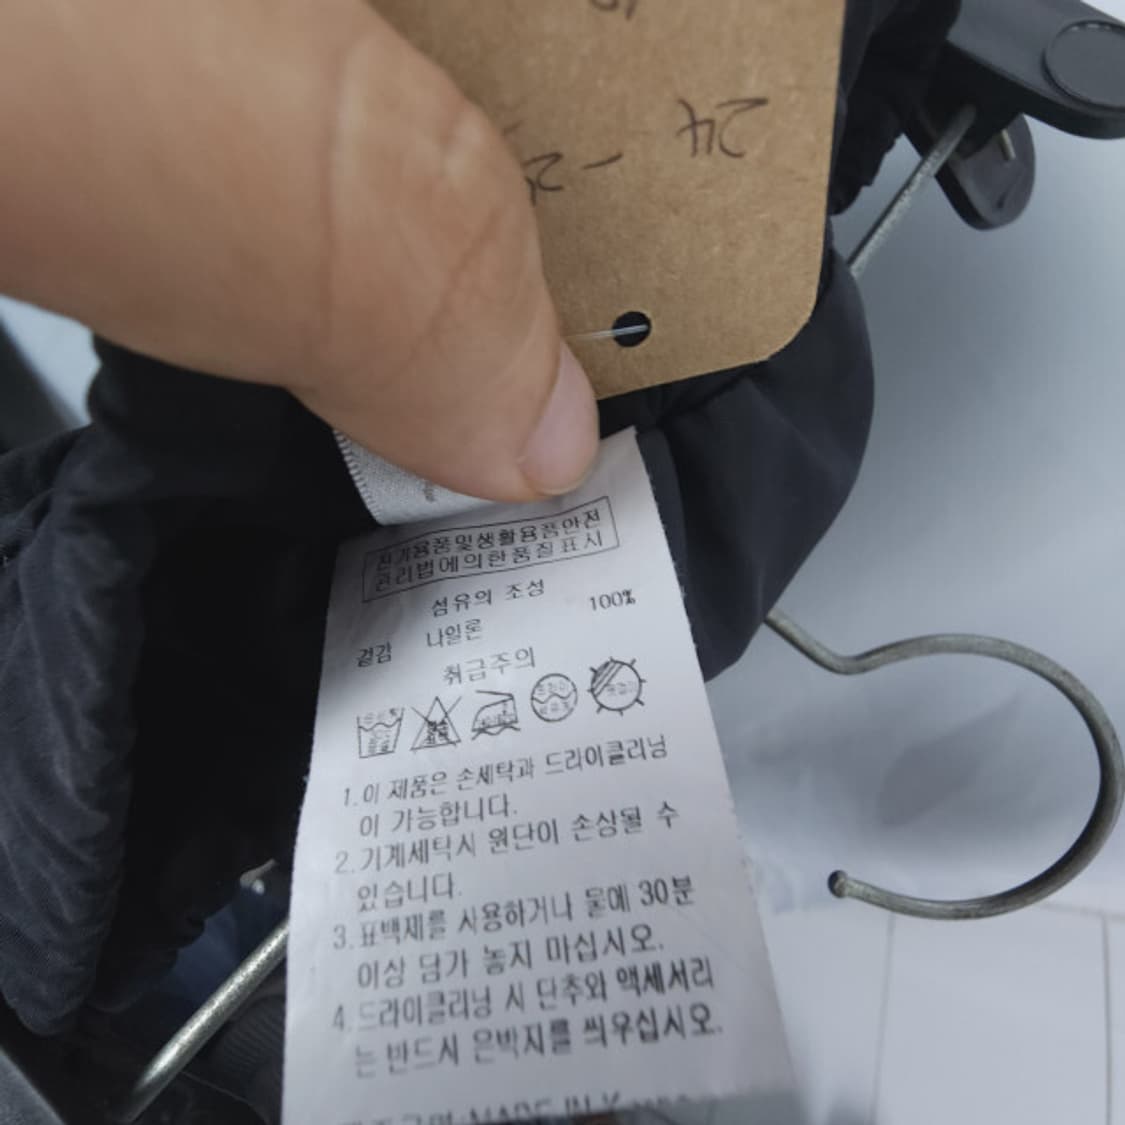 24 -
전기용품및생활용품안전
관리법에의한품질표시
섬유의 조성
겉감 나일론 100%
취급주의
1.이 제품은 손세탁과 드라이클리닝
이 가능합니다.
2.기계세탁시 원단이 손상될 수
있습니다.
3.표백제를 사용하거나 물에 30분
이상 담가 놓지 마십시오.
4.드라이클리닝 시 단추와 액세서리
는 반드시 은박지를 씌우십시오.
MADE IN